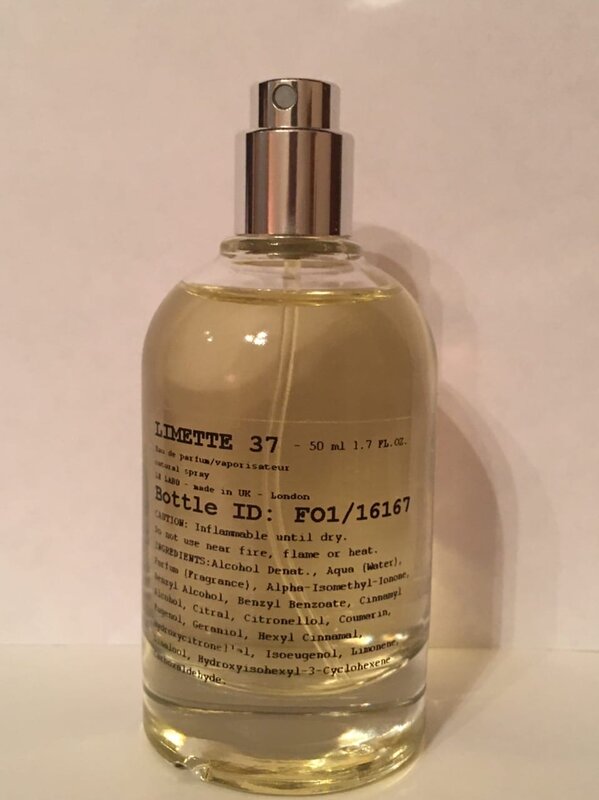 LIMETTE 37 - 50 ml 1.7 FL.OZ.
Eau de parfum/vaporisateur
natural spray
LE LABO - made in UK - London
Bottle ID: FO1/16167
CAUTION: Inflammable until dry.
Do not use near fire, flame or heat.
INGREDIENTS:Alcohol Denat., Aqua (Water),
Parfum (Fragrance), Alpha-Isomethyl-Ionone,
Benzyl Alcohol, Benzyl Benzoate, Cinnamyl
Alcohol, Citral, Citronellol, Coumarin,
Eugenol, Geraniol, Hexyl Cinnamal,
Hydroxycitronellal, Isoeugenol, Limonene,
Linalool, Hydroxyisohexyl-3-Cyclohexene
Carboxaldehyde.